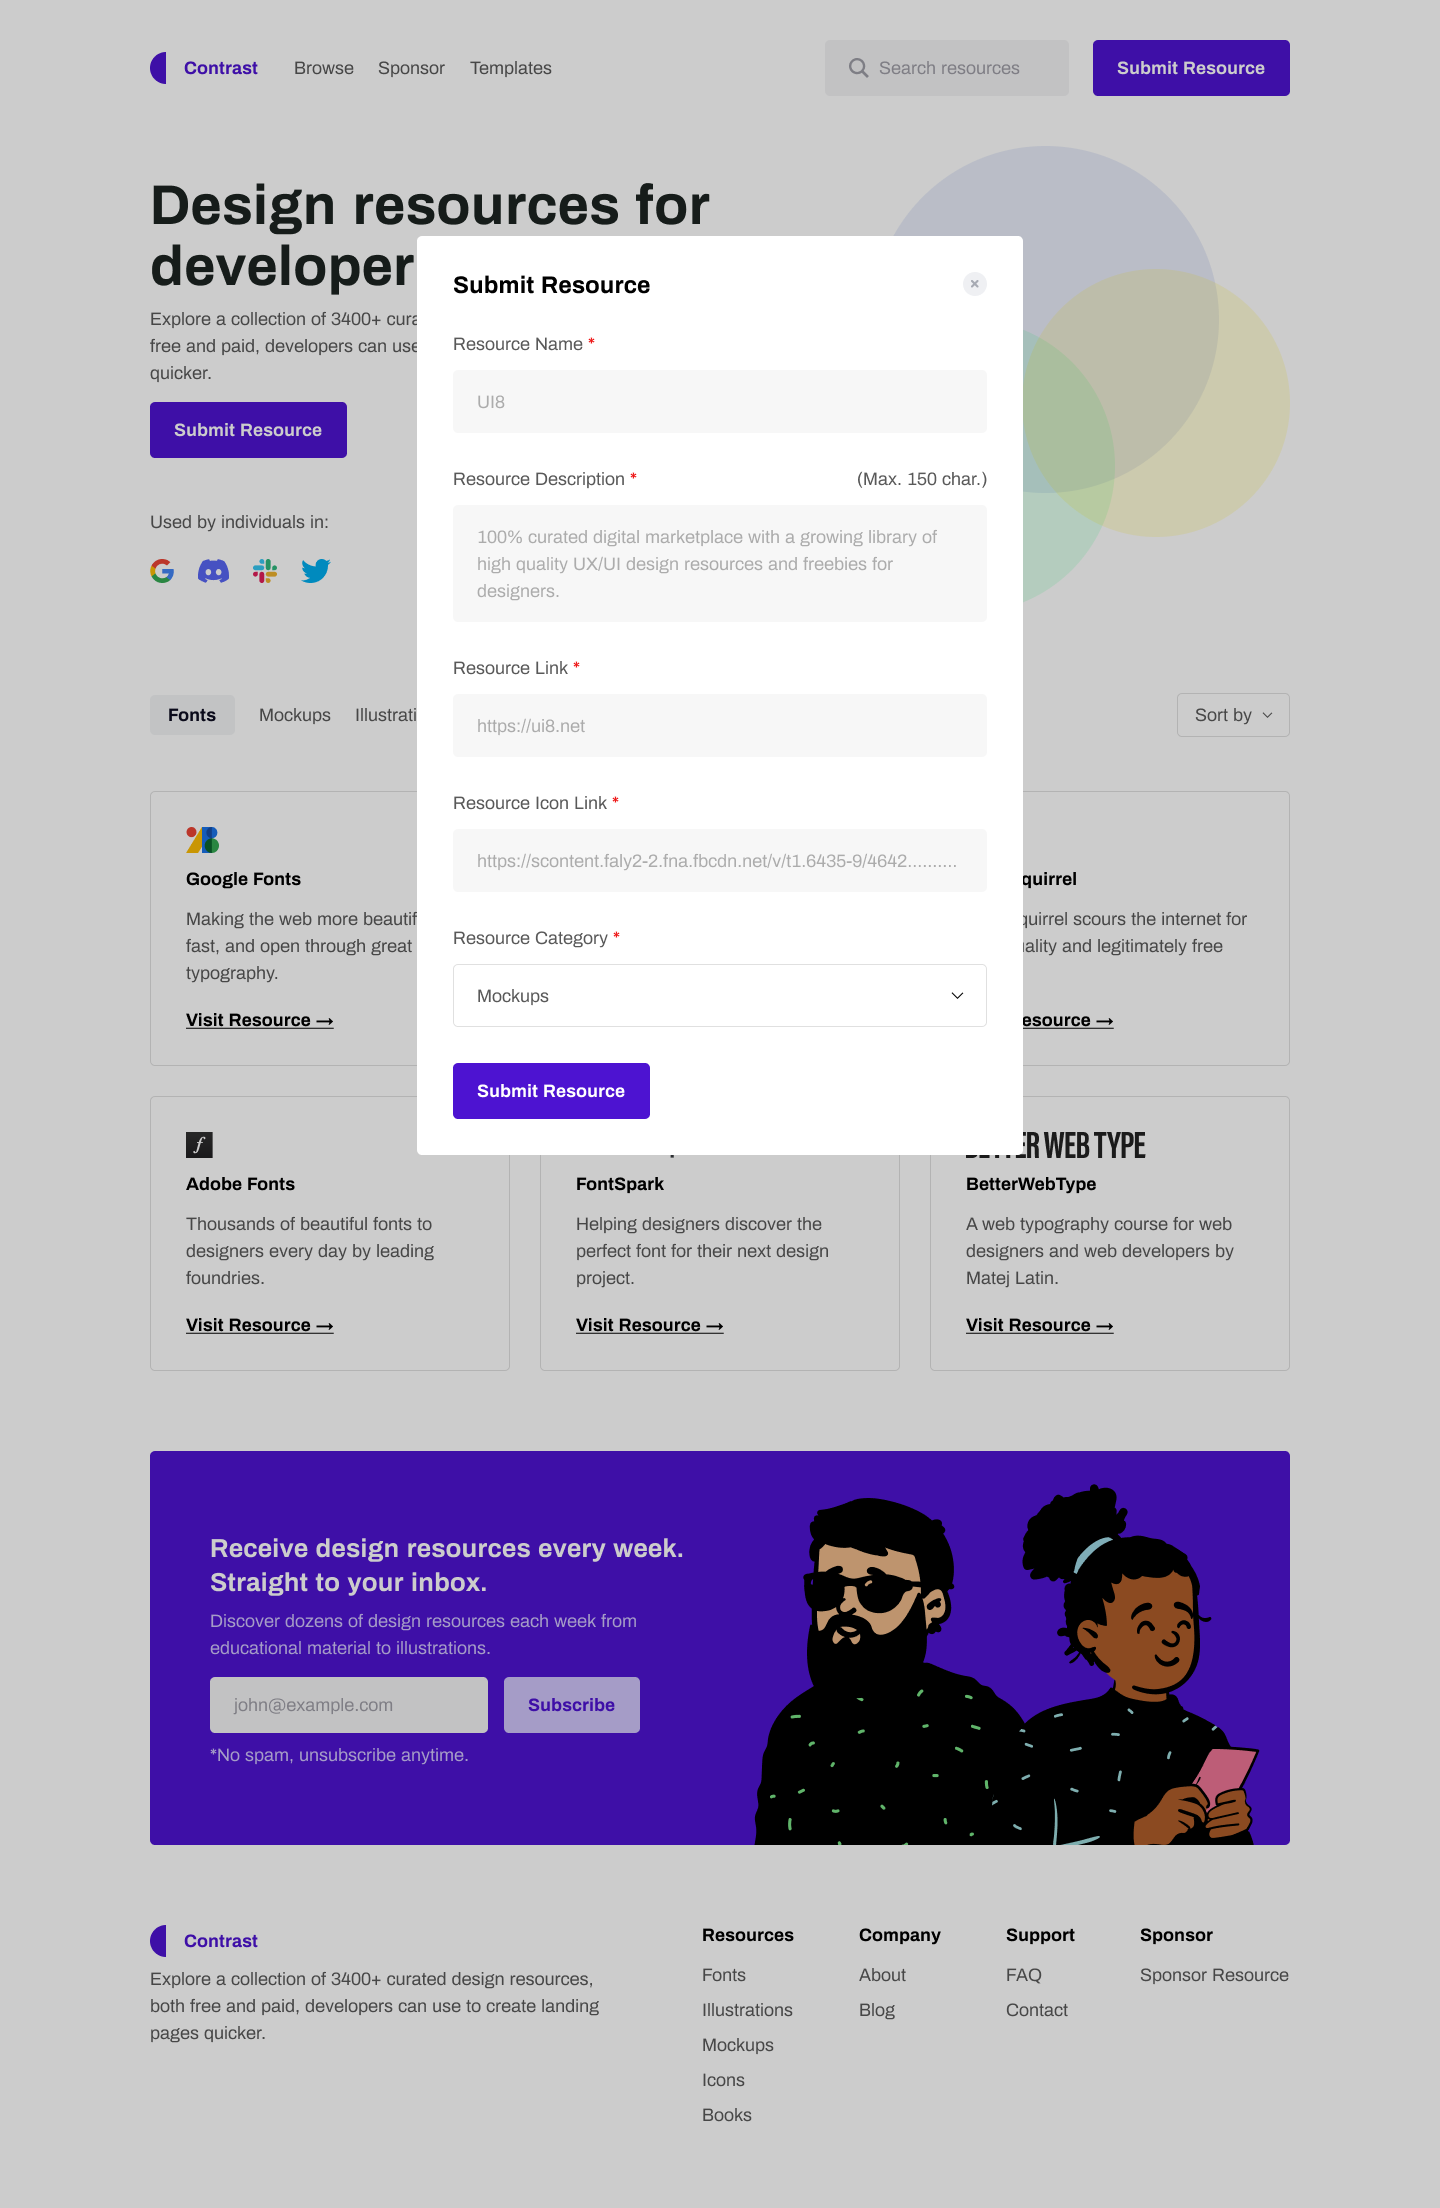 Contrast
Browse
Sponsor
Templates
Search resources
Submit Resource
Design resources for
developer
Explore a collection of 3400+
free and paid, developers can use
quicker.
Submit Resource
Used by individuals in:
Submit Resource
Resource Name *
UI8
Resource Description *
(Max. 150 char.)
100% curated digital marketplace with a growing library of
high quality UX/UI design resources and freebies for
designers.
Resource Link *
https://ui8.net
Resource Icon Link *
https://scontent.faly2-2.fna.fbcdn.net/v/t1.6435-9/4642..........
Resource Category *
Mockups
Submit Resource
Fonts
Mockups
Sort by
Google Fonts
Making the web more
fast, and open through great
typography.
Visit Resource →
quirrel
quirrel scours the internet for
ality and legitimately free
esource →
f
Adobe Fonts
Thousands of beautiful fonts to
designers every day by leading
foundries.
Visit Resource →
FontSpark
Helping designers discover the
perfect font for their next design
project.
Visit Resource →
BETTER WEB TYPE
BetterWebType
A web typography course for web
designers and web developers by
Matej Latin.
Visit Resource →
Receive design resources every week.
Straight to your inbox.
Discover dozens of design resources each week from
educational material to illustrations.
john@example.com
Subscribe
*No spam, unsubscribe anytime.
Contrast
Explore a collection of 3400+ curated design resources,
both free and paid, developers can use to create landing
pages quicker.
Resources
Fonts
Illustrations
Mockups
Icons
Books
Company
About
Blog
Support
FAQ
Contact
Sponsor
Sponsor Resource